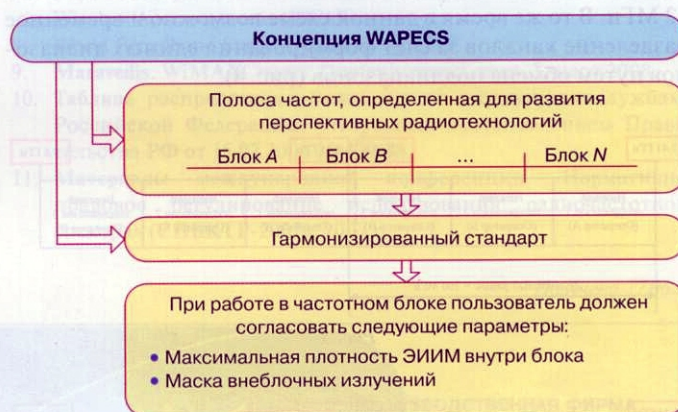 Концепция WAPECS
Полоса частот, определенная для развития
перспективных радиотехнологий
Блок A Блок B ... Блок N
Гармонизированный стандарт
При работе в частотном блоке пользователь должен
согласовать следующие параметры:
• Максимальная плотность ЭИИМ внутри блока
• Маска внеблочных излучений